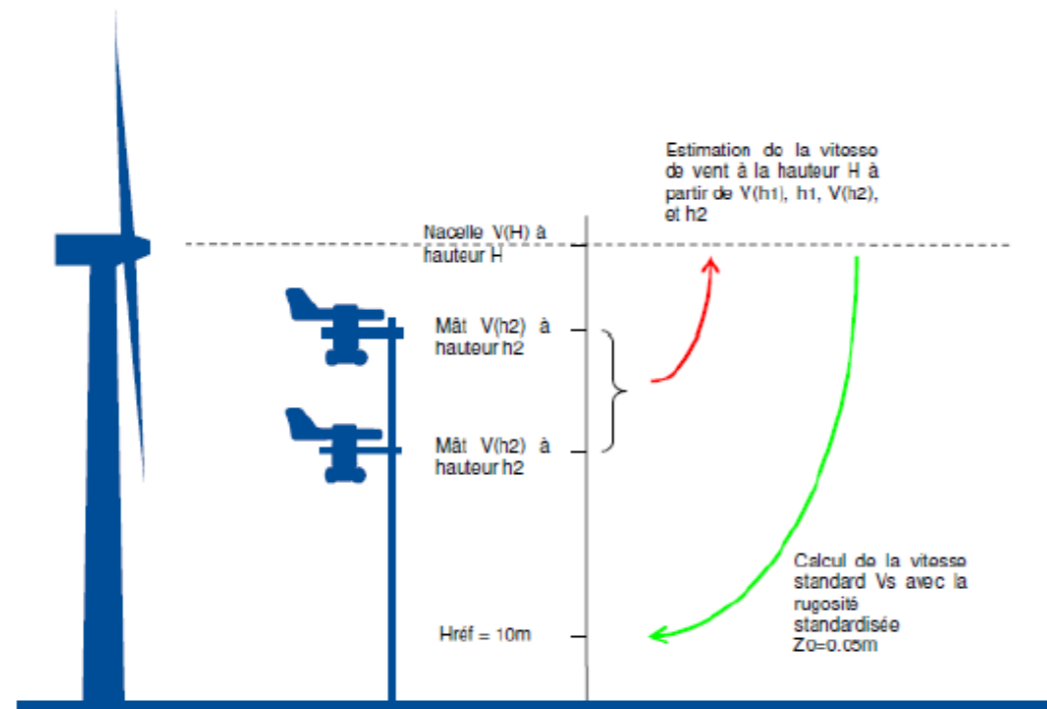 Estimation de la vitesse
de vent à la hauteur H à
partir de V(h1), h1, V(h2),
et h2
Nacelle V(H) à
hauteur H
Mât V(h2) à
hauteur h2
Mât V(h2) à
hauteur h2
Calcul de la vitesse
standard Vs avec la
rugosité
standardisée
Z0=0.05m
Hréf = 10m